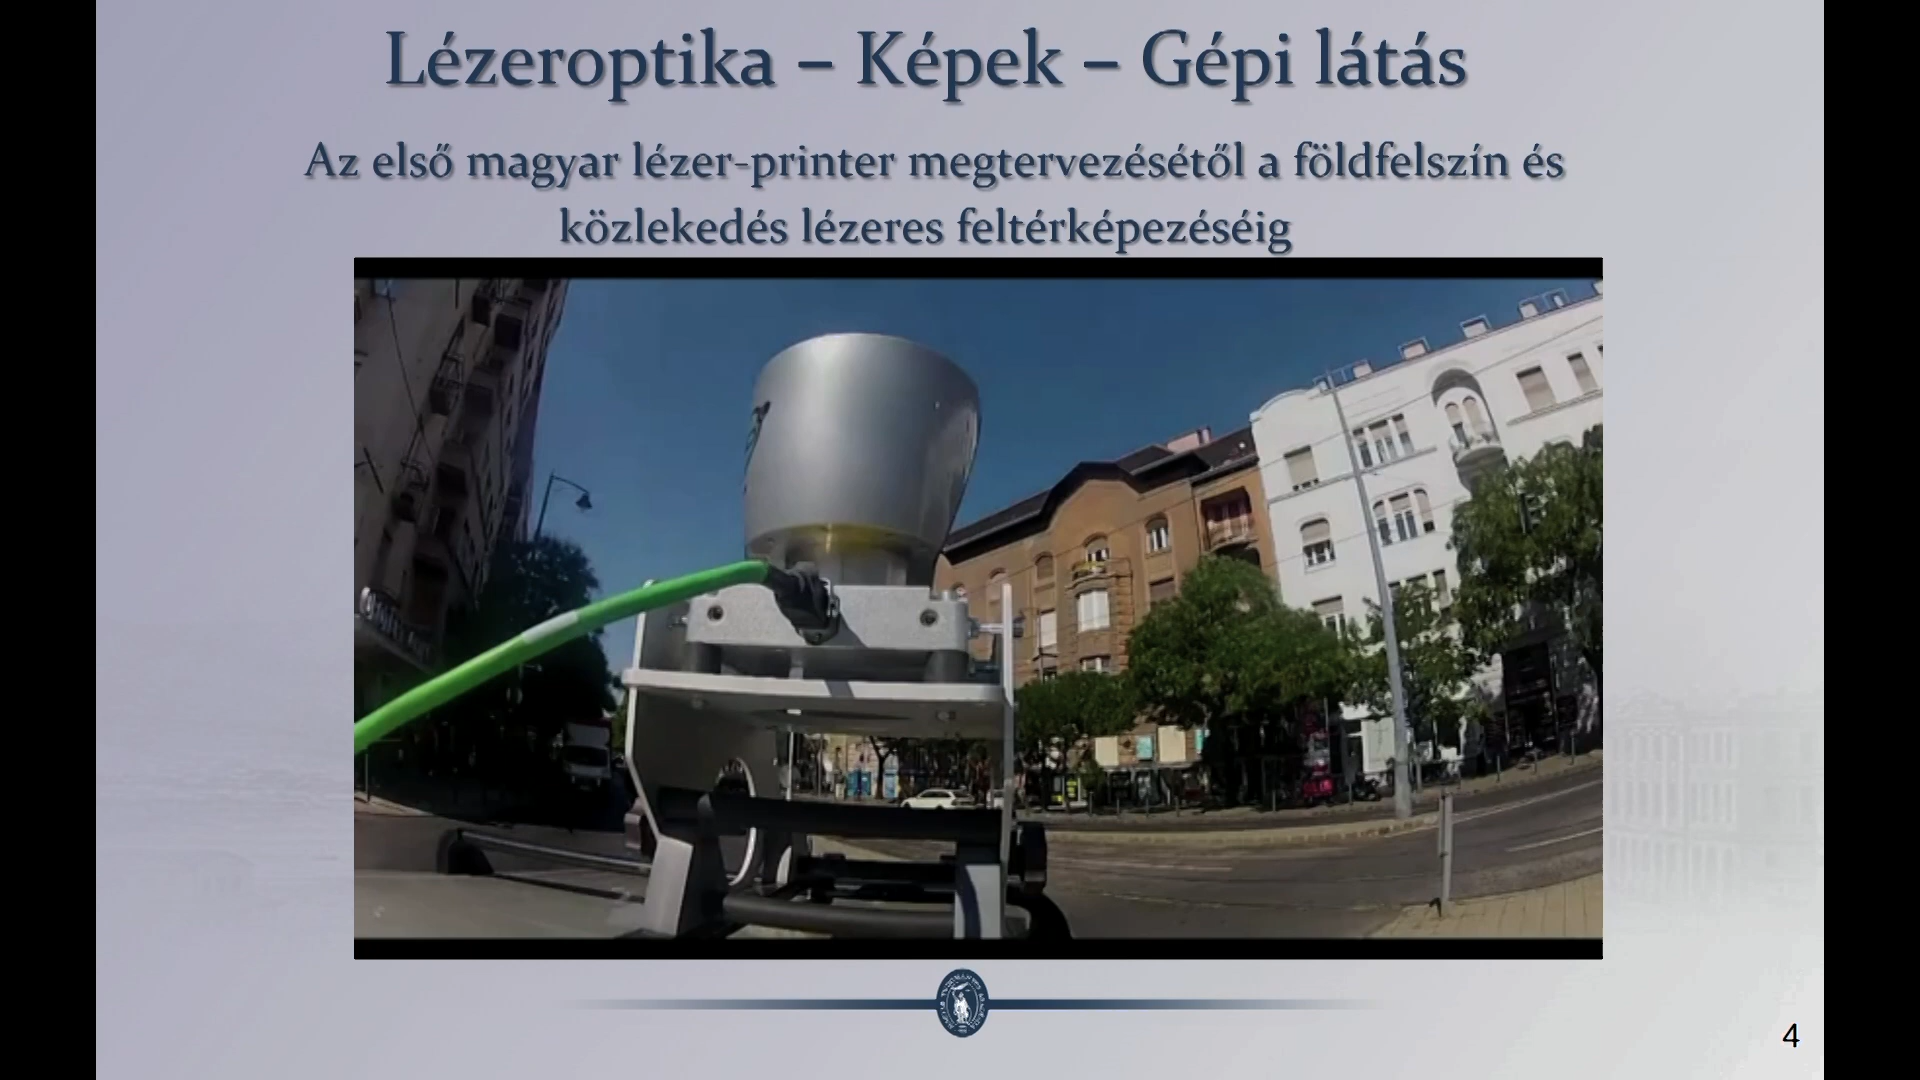 Lézeroptika – Képek – Gépi látás
Az első magyar lézer-printer megtervezésétől a földfelszín és
közlekedés lézeres feltérképezéséig
4